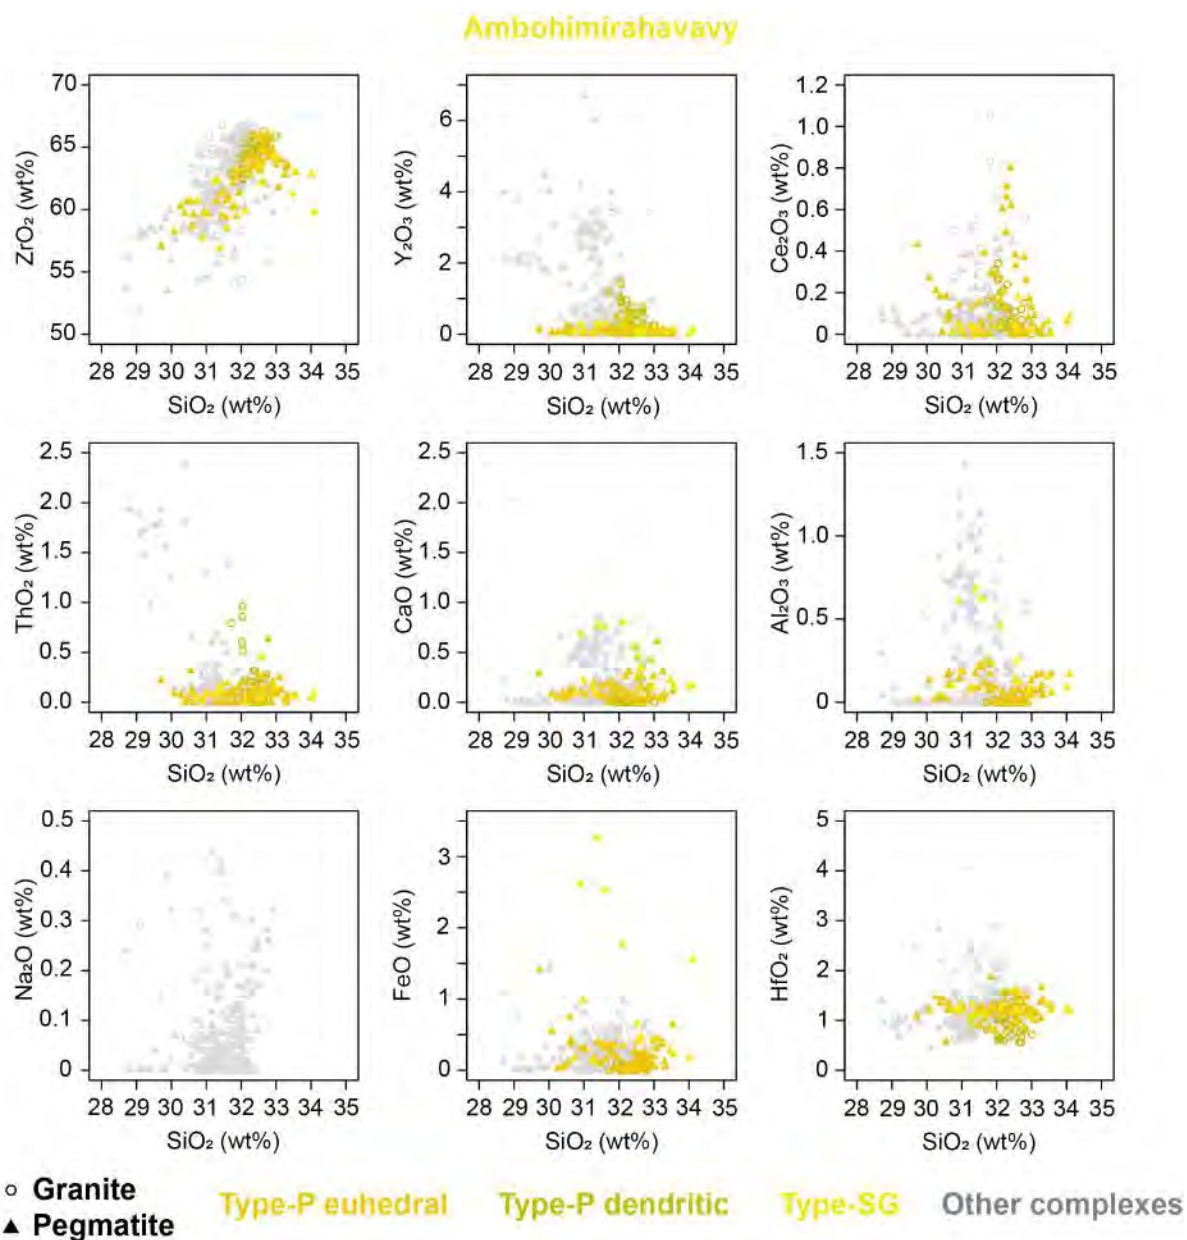 Ambohimirahavavy
70
65
60
55
50
ZrO₂ (wt%)
28 29 30 31 32 33 34 35
SiO₂ (wt%)
6
4
2
0
Y₂O₃ (wt%)
28 29 30 31 32 33 34 35
SiO₂ (wt%)
1.2
1.0
0.8
0.6
0.4
0.2
0
Ce₂O₃ (wt%)
28 29 30 31 32 33 34 35
SiO₂ (wt%)
2.5
2.0
1.5
1.0
0.5
0.0
ThO₂ (wt%)
28 29 30 31 32 33 34 35
SiO₂ (wt%)
2.5
2.0
1.5
1.0
0.5
0.0
CaO (wt%)
28 29 30 31 32 33 34 35
SiO₂ (wt%)
1.5
1.0
0.5
0
Al₂O₃ (wt%)
28 29 30 31 32 33 34 35
SiO₂ (wt%)
0.5
0.4
0.3
0.2
0.1
0
Na₂O (wt%)
28 29 30 31 32 33 34 35
SiO₂ (wt%)
3
2
1
0
FeO (wt%)
28 29 30 31 32 33 34 35
SiO₂ (wt%)
5
4
3
2
1
0
HfO₂ (wt%)
28 29 30 31 32 33 34 35
SiO₂ (wt%)
Granite
Pegmatite
Type-P euhedral Type-P dendritic Type-SG Other complexes